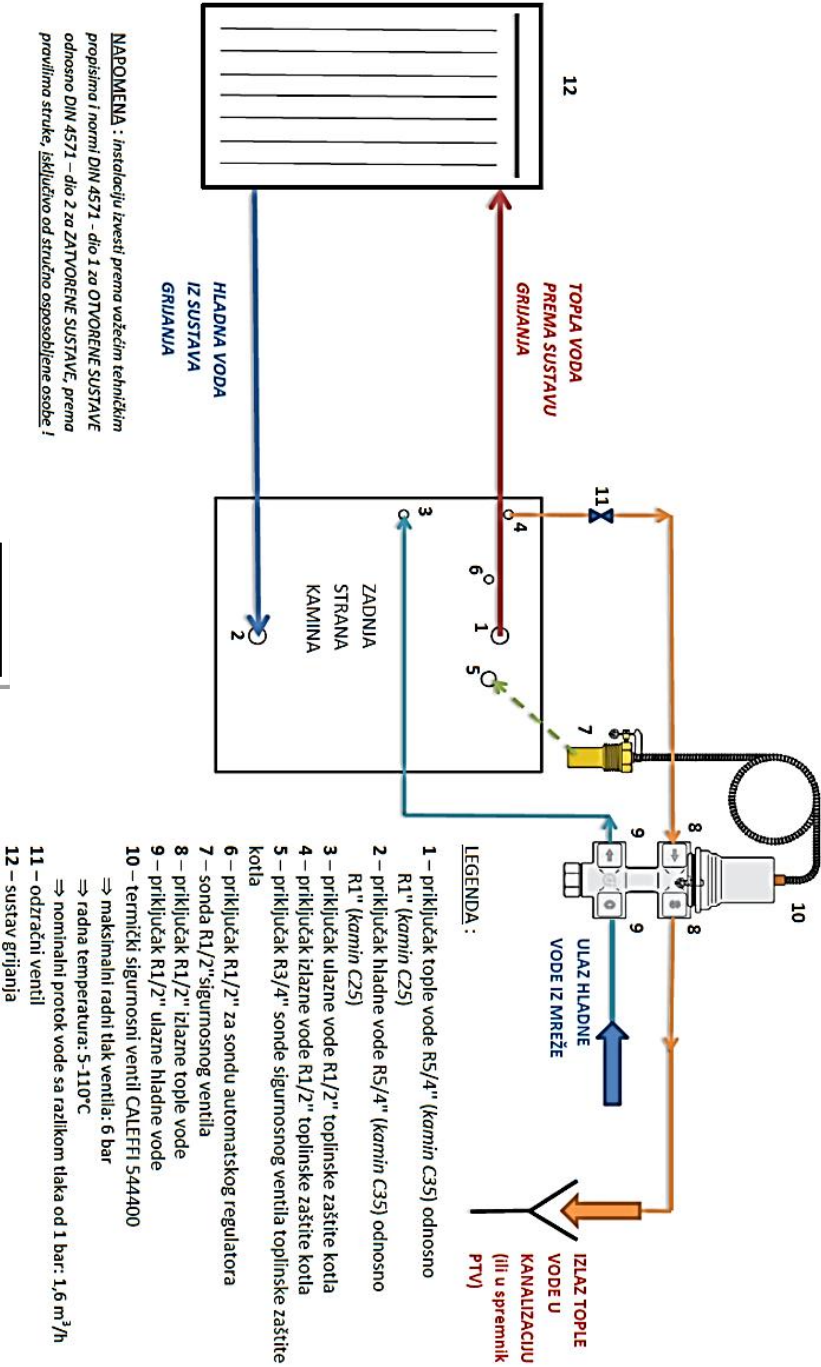 12
TOPLA VODA
PREMA SUSTAVU
GRIJANJA
HLADNA VODA
IZ SUSTAVA
GRIJANJA
NAPOMENA : instalaciju izvesti prema važećim tehničkim
propisima i normi DIN 4571 - dio 1 za OTVORENE SUSTAVE
odnosno DIN 4571 – dio 2 za ZATVORENE SUSTAVE, prema
pravilima struke, isključivo od stručno osposobljene osobe !
11
4
3
6
1
5
2
ZADNJA
STRANA
KAMINA
7
8
8
9
9
10
ULAZ HLADNE
VODE IZ MREŽE
IZLAZ TOPLE
VODE U
KANALIZACIJU
(ili u spremnik
PTV)
LEGENDA :
1 – priključak tople vode R5/4" (kamin C35) odnosno
R1" (kamin C25)
2 – priključak hladne vode R5/4" (kamin C35) odnosno
R1" (kamin C25)
3 – priključak ulazne vode R1/2" toplinske zaštite kotla
4 – priključak izlazne vode R1/2" toplinske zaštite kotla
5 – priključak R3/4" sonde sigurnosnog ventila toplinske zaštite
kotla
6 – priključak R1/2" za sondu automatskog regulatora
7 – sonda R1/2"sigurnosnog ventila
8 – priključak R1/2" izlazne tople vode
9 – priključak R1/2" ulazne hladne vode
10 – termički sigurnosni ventil CALEFFI 544400
⇒ maksimalni radni tlak ventila: 6 bar
⇒ radna temperatura: 5-110°C
⇒ nominalni protok vode sa razlikom tlaka od 1 bar: 1,6 m³/h
11 – odzračni ventil
12 – sustav grijanja